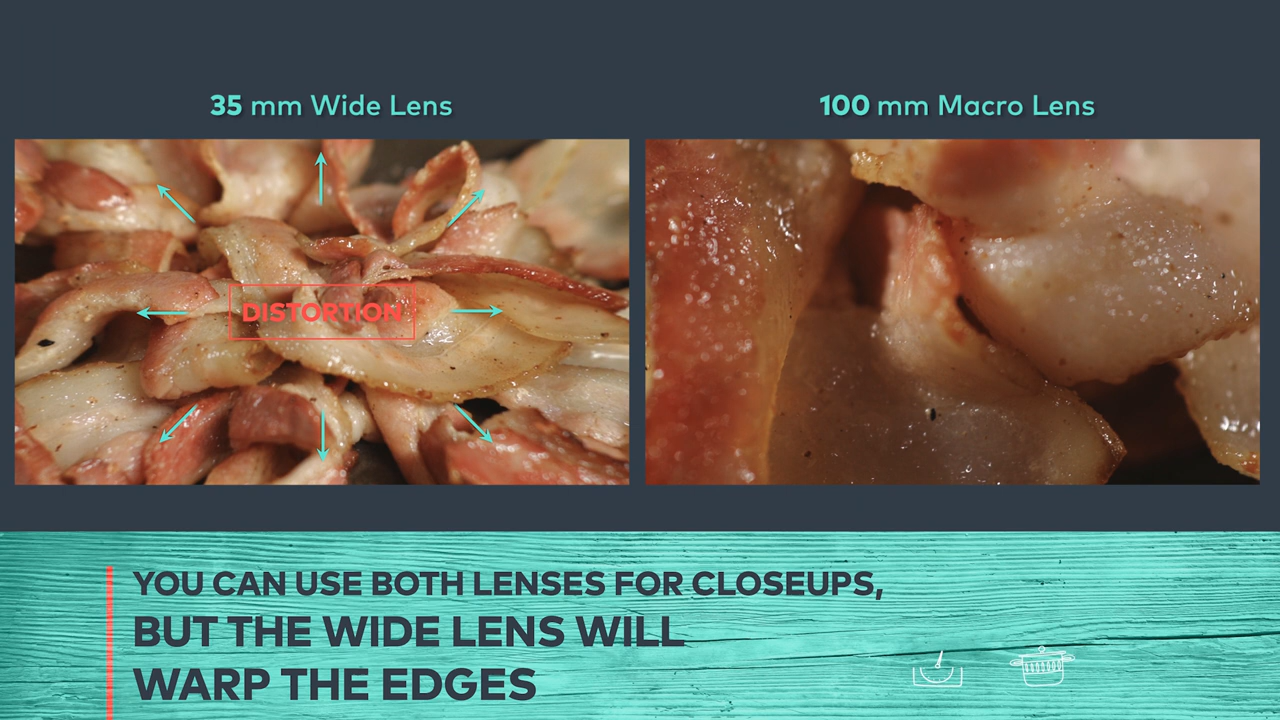 35 mm Wide Lens
100 mm Macro Lens
DISTORTION
YOU CAN USE BOTH LENSES FOR CLOSEUPS,
BUT THE WIDE LENS WILL
WARP THE EDGES